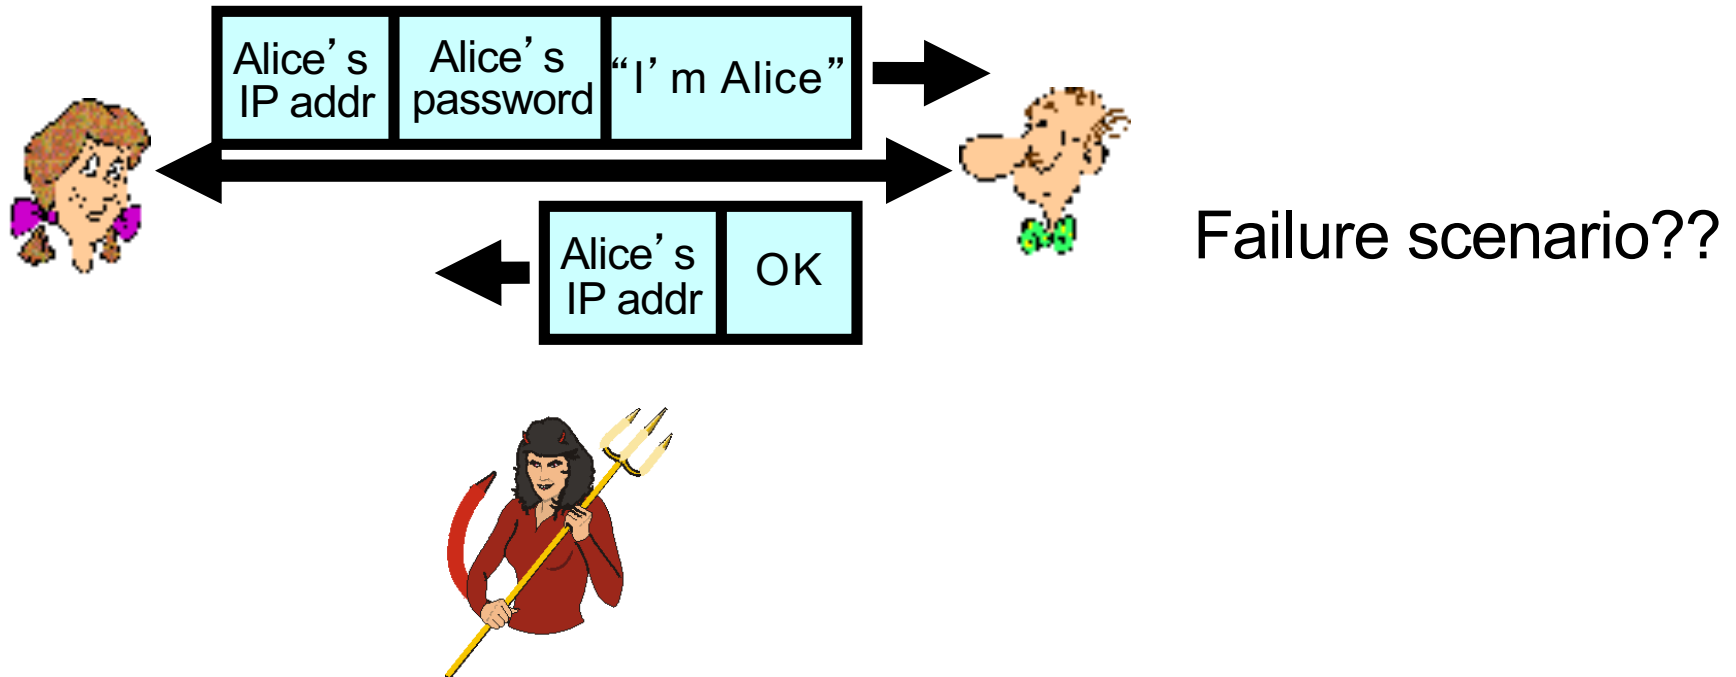 Alice’s
IP addr
Alice’s
password
“I’m Alice”
Alice’s
IP addr
OK
Failure scenario??